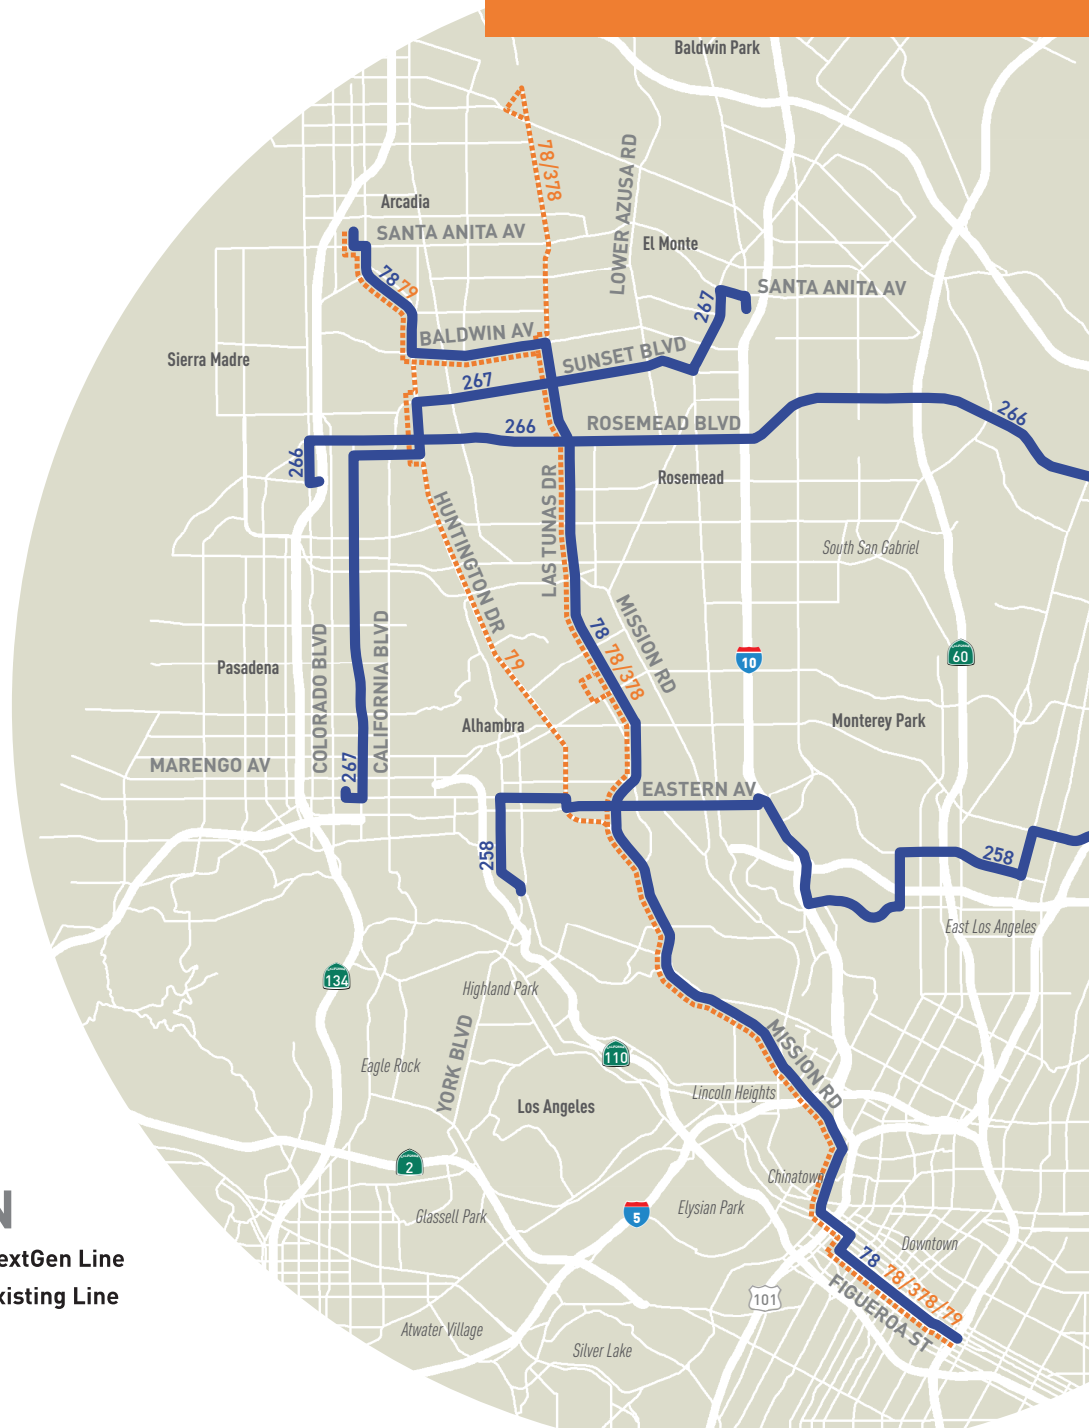 Baldwin Park
78/378
LOWER AZUSA RD
Arcadia
SANTA ANITA AV
El Monte
78 79
SANTA ANITA AV
267
BALDWIN AV
SUNSET BLVD
Sierra Madre
267
266
ROSEMEAD BLVD
266
266
Rosemead
LAS TUNAS DR
HUNTINGTON DR
South San Gabriel
78 78/378
MISSION RD
79
10
60
Pasadena
COLORADO BLVD
CALIFORNIA BLVD
Alhambra
Monterey Park
MARENGO AV
267
EASTERN AV
258
258
East Los Angeles
134
Highland Park
110
YORK BLVD
Eagle Rock
MISSION RD
Lincoln Heights
Los Angeles
2
Chinatown
Elysian Park
5
Glassell Park
N
Downtown
extGen Line
78 78/378/79
101
FIGUEROA ST
xisting Line
Atwater Village
Silver Lake